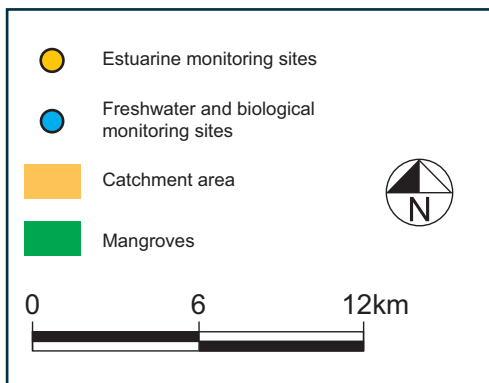 Estuarine monitoring sites
Freshwater and biological
monitoring sites
Catchment area
N
Mangroves
0 6 12km